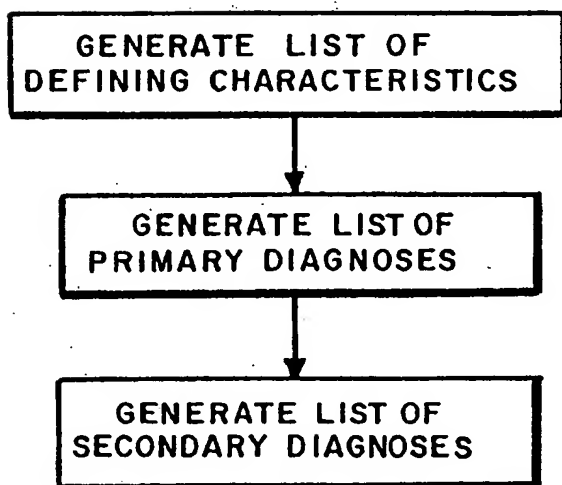 GENERATE LIST OF
DEFINING CHARACTERISTICS
GENERATE LIST OF
PRIMARY DIAGNOSES
GENERATE LIST OF
SECONDARY DIAGNOSES